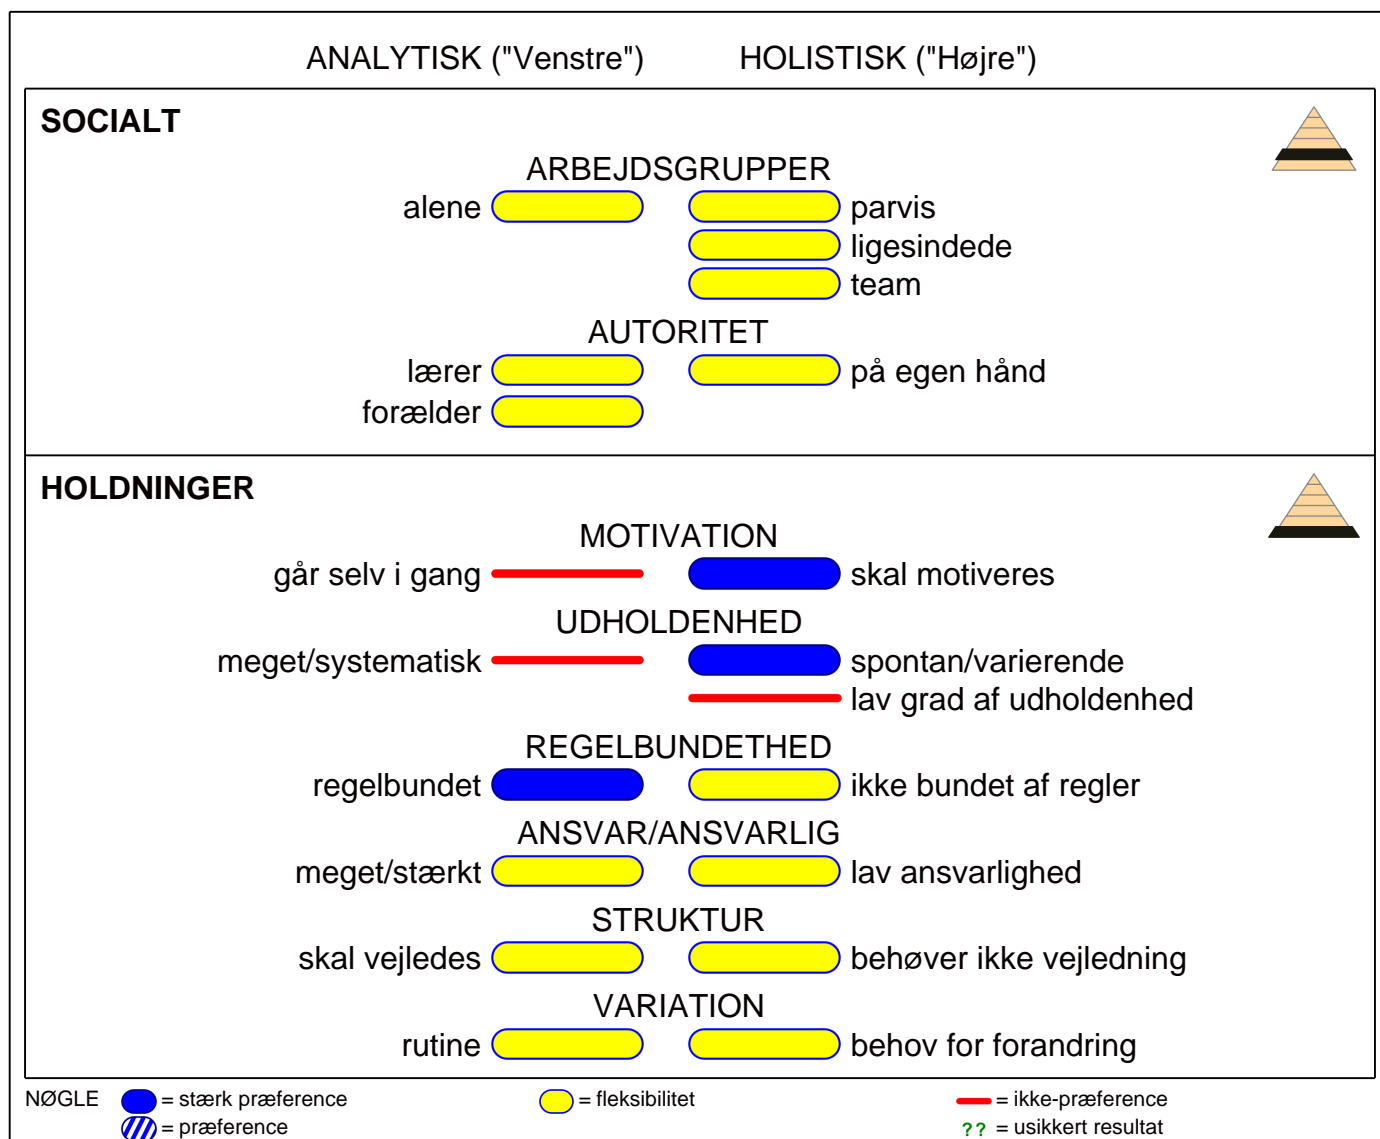 ANALYTISK ("Venstre") HOLISTISK ("Højre")
SOCIALT
ARBEJDSGRUPPER
alene parvis
ligesindede
team
AUTORITET
lærer på egen hånd
forælder
HOLDNINGER
MOTIVATION
går selv i gang skal motiveres
UDHOLDENHED
meget/systematisk spontan/varierende
lav grad af udholdenhed
REGELBUNDETHED
regelbundet ikke bundet af regler
ANSVAR/ANSVARLIG
meget/stærkt lav ansvarlighed
STRUKTUR
skal vejledes behøver ikke vejledning
VARIATION
rutine behov for forandring
NØGLE = stærk præference = fleksibilitet = ikke-præference
= præference ?? = usikkert resultat